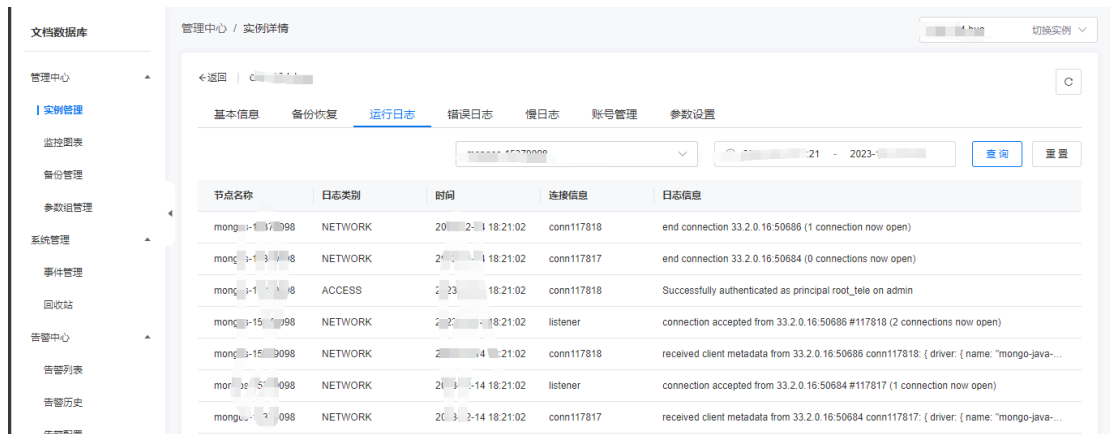 文档数据库
管理中心 / 实例详情
切换实例
管理中心
实例管理
监控图表
备份管理
参数组管理
系统管理
事件管理
回收站
告警中心
告警列表
告警历史
告警配置
返回
基本信息 备份恢复 运行日志 错误日志 慢日志 账号管理 参数设置
:21 - 2023-
查询 重置
节点名称 日志类别 时间 连接信息 日志信息
NETWORK 18:21:02 conn117818 end connection 33.2.0.16:50686 (1 connection now open)
NETWORK 18:21:02 conn117817 end connection 33.2.0.16:50684 (0 connections now open)
ACCESS 18:21:02 conn117818 Successfully authenticated as principal root_tele on admin
NETWORK 18:21:02 listener connection accepted from 33.2.0.16:50686 #117818 (2 connections now open)
NETWORK :21:02 conn117818 received client metadata from 33.2.0.16:50686 conn117818: { driver: { name: "mongo-java-...
NETWORK -14 18:21:02 listener connection accepted from 33.2.0.16:50684 #117817 (1 connection now open)
NETWORK -14 18:21:02 conn117817 received client metadata from 33.2.0.16:50684 conn117817: { driver: { name: "mongo-java-...